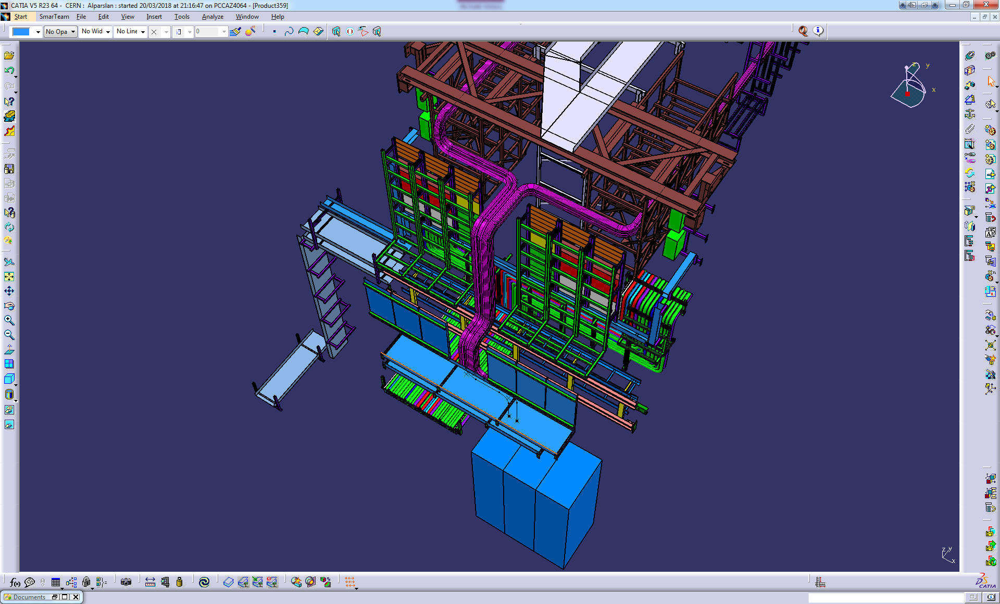 CATIA V5 R23 64 - CERN : Alparslan : started 20/03/2018 at 21:16:47 on PCCAZ4064 - [Product359]
Start SmarTeam File Edit View Insert Tools Analyze Window Help
No Opa No Wid No Line 0
z y
x
z y
x
f(x)
CATIA
Documents